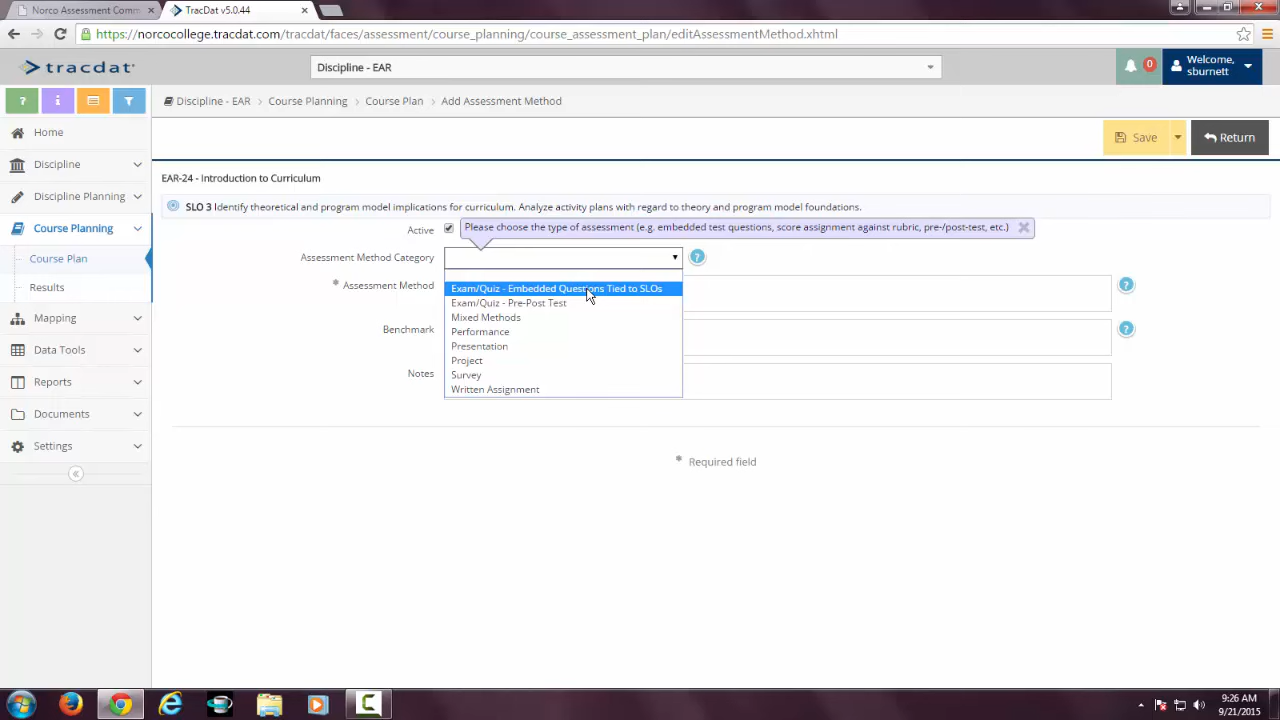 Norco Assessment Comm
TracDat v5.0.44
https://norcocollege.tracdat.com/tracdat/faces/assessment/course_planning/course_assessment_plan/editAssessmentMethod.xhtml
tracdat
Discipline - EAR
0
Welcome,
sburnett
Discipline - EAR > Course Planning > Course Plan > Add Assessment Method
Save
Return
Home
Discipline
Discipline Planning
Course Planning
Course Plan
Results
Mapping
Data Tools
Reports
Documents
Settings
EAR-24 - Introduction to Curriculum
SLO 3 Identify theoretical and program model implications for curriculum. Analyze activity plans with regard to theory and program model foundations.
Active
Please choose the type of assessment (e.g. embedded test questions, score assignment against rubric, pre-/post-test, etc.)
Assessment Method Category
Exam/Quiz - Embedded Questions Tied to SLOs
Exam/Quiz - Pre-Post Test
Mixed Methods
Performance
Presentation
Project
Survey
Written Assignment
* Assessment Method
Benchmark
Notes
* Required field
9:26 AM
9/21/2015